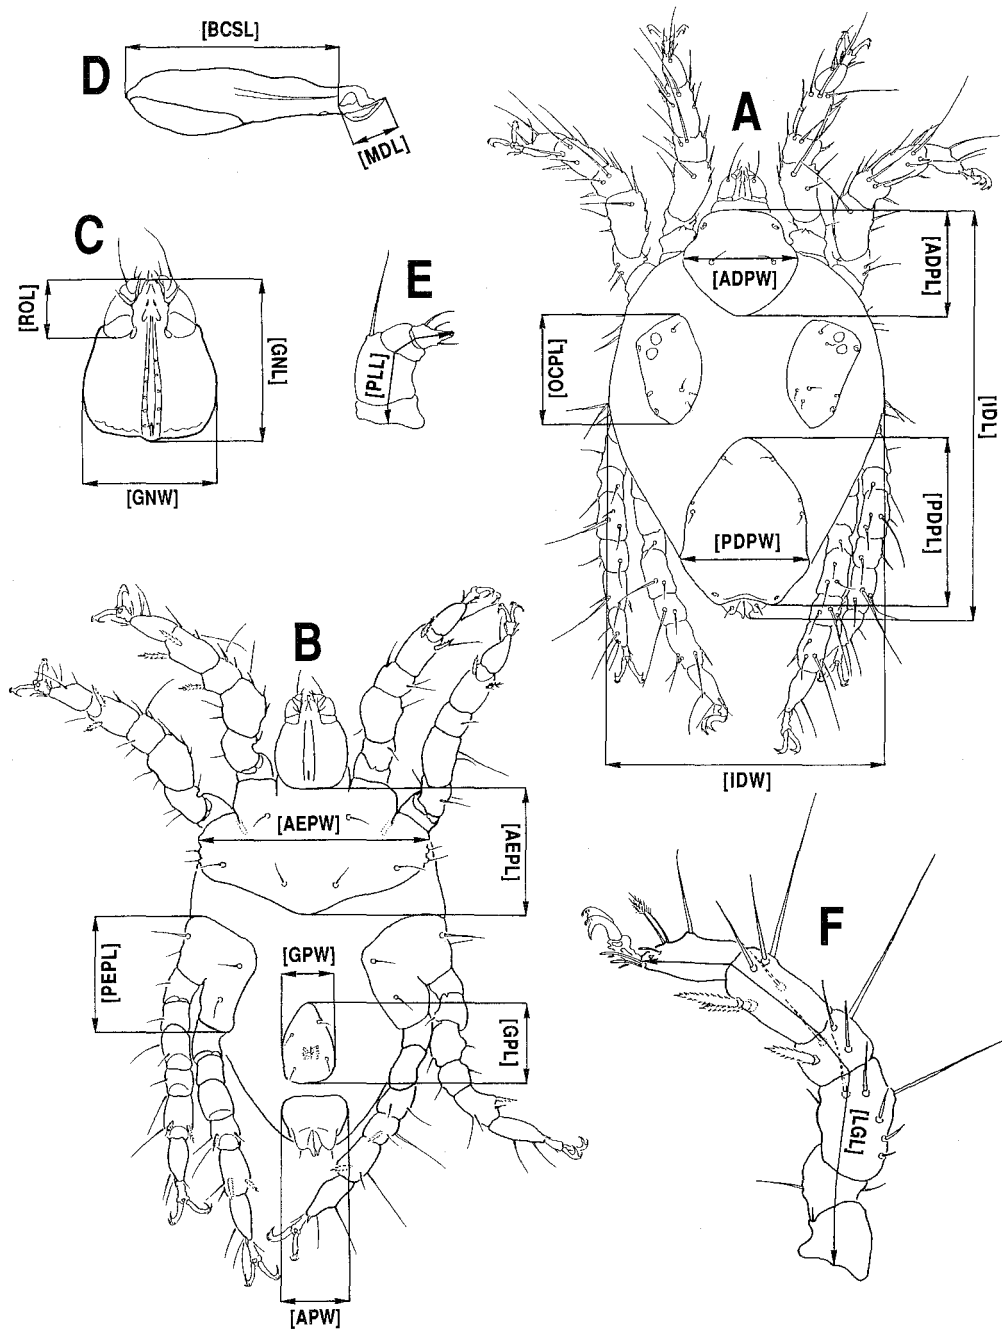 [BCSL]
D
[MDL]
A
C
[ROL]
[GNL]
[GNW]
E
[PLL]
[ADPW]
[ADPL]
[OCPL]
[IDL]
[PDPW]
[PDPL]
[IDW]
B
[AEPW]
[AEPL]
[PEPL]
[GPW]
[GPL]
[APW]
F
[LGL]